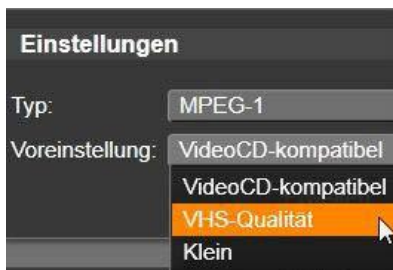 Einstellungen
Typ: MPEG-1
Voreinstellung: VideoCD-kompatibel
VideoCD-kompatibel
VHS-Qualität
Klein